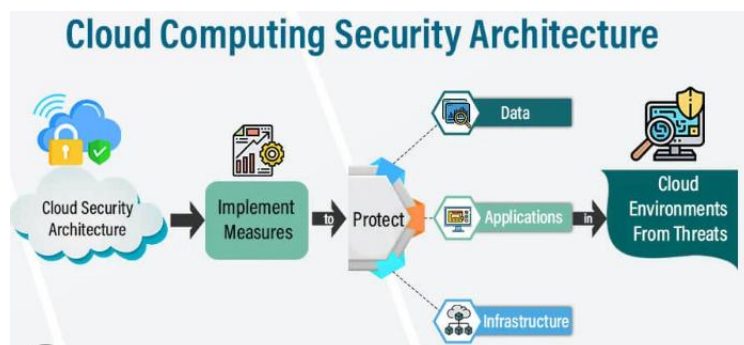 Cloud Computing Security Architecture
Cloud Security
Architecture
Implement
Measures
to
Protect
Data
Applications
Infrastructure
in
Cloud
Environments
From Threats